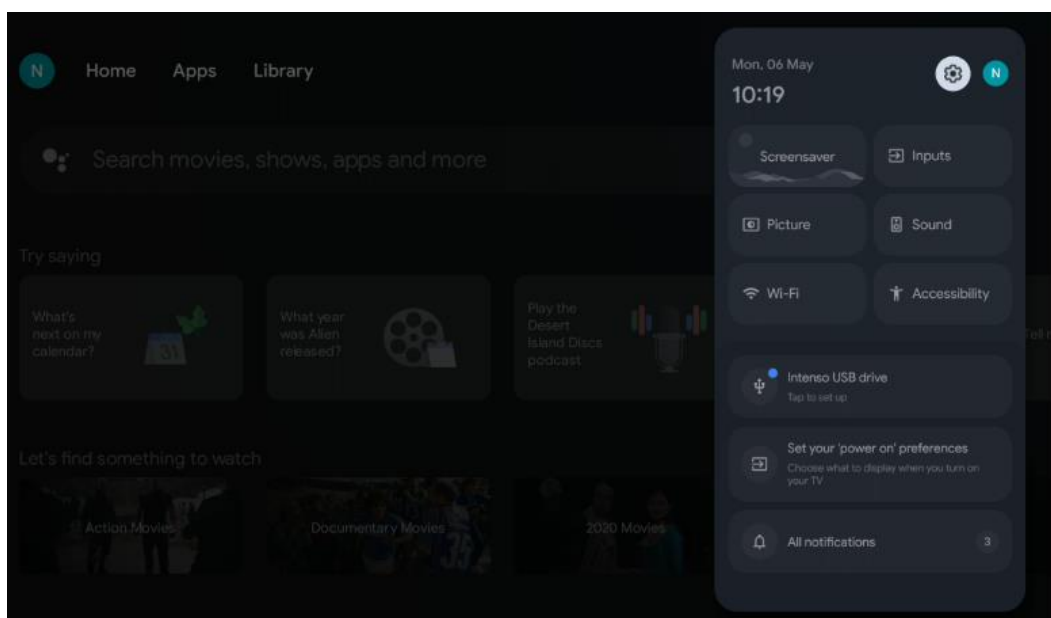 N
Home
Apps
Library
Search movies, shows, apps and more
Try saying
What's
next on my
calendar?
31
What year
was Alien
released?
Play the
Desert
Island Discs
podcast
Tell
Let's find something to watch
Action Movies
Documentary Movies
35
2020 Movies
Mon, 06 May
10:19
N
Screensaver
Inputs
Picture
Sound
Wi-Fi
Accessibility
Intenso USB drive
Tap to set up
Set your 'power on' preferences
Choose what to display when you turn on
your TV
All notifications
3